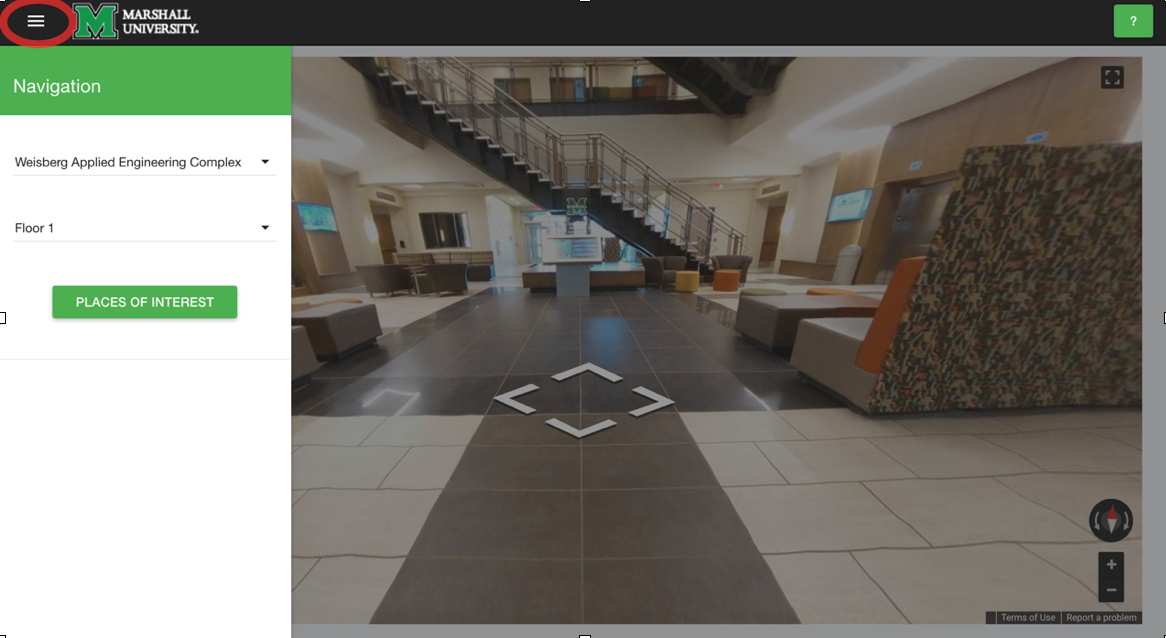 M MARSHALL
UNIVERSITY.
?
Navigation
Weisberg Applied Engineering Complex
Floor 1
PLACES OF INTEREST
M
+
−
Terms of Use
Report a problem